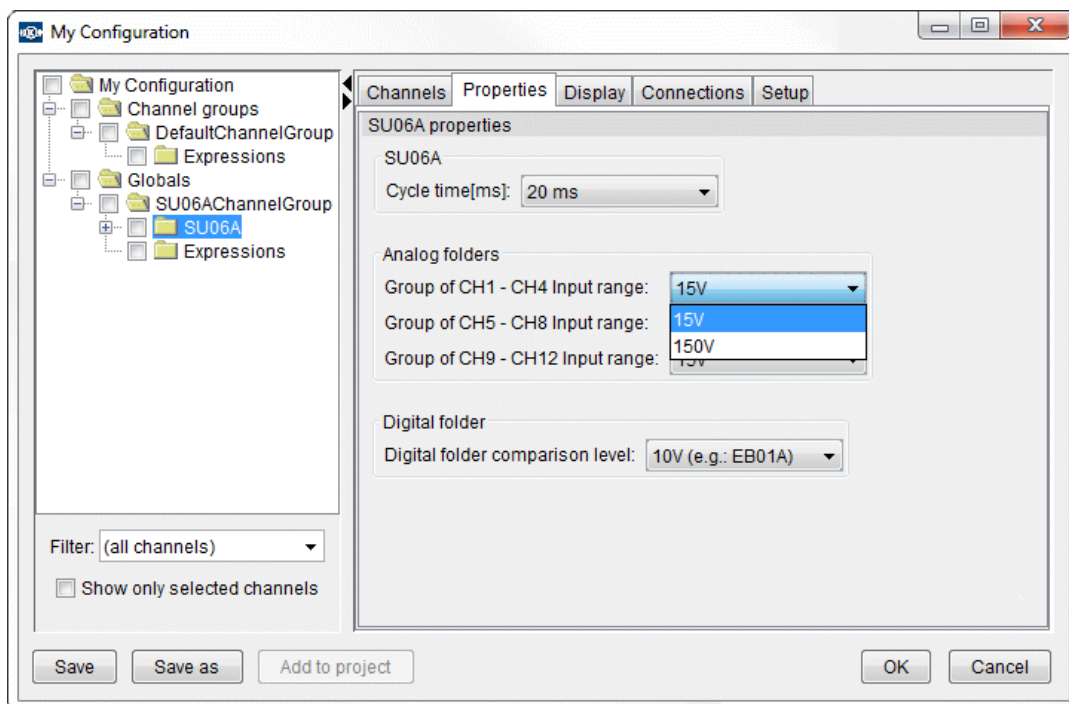 My Configuration
My Configuration
Channel groups
DefaultChannelGroup
Expressions
Globals
SU06AChannelGroup
SU06A
Expressions
Filter: (all channels)
Show only selected channels
Channels Properties Display Connections Setup
SU06A properties
SU06A
Cycle time[ms]: 20 ms
Analog folders
Group of CH1 - CH4 Input range: 15V
15V
Group of CH5 - CH8 Input range:
150V
Group of CH9 - CH12 Input range: 15V
Digital folder
Digital folder comparison level: 10V (e.g.: EB01A)
Save Save as Add to project OK Cancel